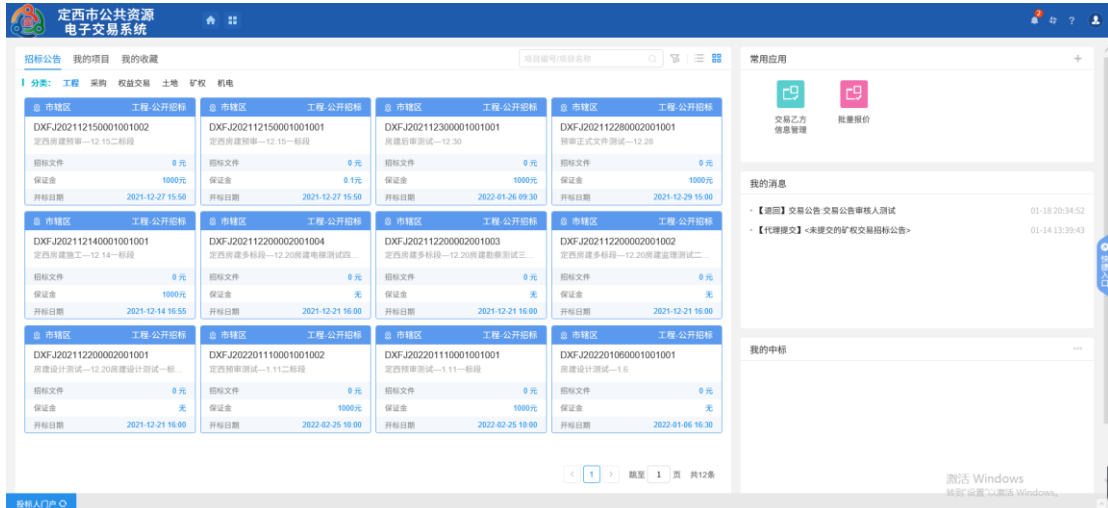 定西市公共资源
电子交易系统
2
?
招标公告 我的项目 我的收藏
项目编号/项目名称
分类: 工程 采购 权益交易 土地 矿权 机电
市辖区 工程-公开招标
DXFJ202112150001001002
定西房建预审—12.15二标段
招标文件 0 元
保证金 1000元
开标日期 2021-12-27 15:50
市辖区 工程-公开招标
DXFJ202112150001001001
定西房建预审—12.15一标段
招标文件 0 元
保证金 0.1元
开标日期 2021-12-27 15:50
市辖区 工程-公开招标
DXFJ202112300001001001
房建后审测试—12.30
招标文件 0 元
保证金 1000元
开标日期 2022-01-26 09:30
市辖区 工程-公开招标
DXFJ202112280002001001
预审正式文件测试—12.28
招标文件 0 元
保证金 1000元
开标日期 2021-12-29 15:00
市辖区 工程-公开招标
DXFJ202112140001001001
定西房建施工—12.14一标段
招标文件 0 元
保证金 1000元
开标日期 2021-12-14 16:55
市辖区 工程-公开招标
DXFJ202112200002001004
定西房建多标段—12.20房建电梯测试四...
招标文件 0 元
保证金 无
开标日期 2021-12-21 16:00
市辖区 工程-公开招标
DXFJ202112200002001003
定西房建多标段—12.20房建勘察测试三...
招标文件 0 元
保证金 无
开标日期 2021-12-21 16:00
市辖区 工程-公开招标
DXFJ202112200002001002
定西房建多标段—12.20房建监理测试二...
招标文件 0 元
保证金 无
开标日期 2021-12-21 16:00
市辖区 工程-公开招标
DXFJ202112200002001001
房建设计测试—12.20房建设计测试一标...
招标文件 0 元
保证金 无
开标日期 2021-12-21 16:00
市辖区 工程-公开招标
DXFJ202201110001001002
定西预审测试—1.11二标段
招标文件 0 元
保证金 1000元
开标日期 2022-02-25 10:00
市辖区 工程-公开招标
DXFJ202201110001001001
定西预审测试—1.11一标段
招标文件 0 元
保证金 1000元
开标日期 2022-02-25 10:00
市辖区 工程-公开招标
DXFJ202201060001001001
房建设计测试—1.6
招标文件 0 元
保证金 无
开标日期 2022-01-06 16:30
< 1 > 跳至 1 页 共12条
常用应用 +
交易乙方
信息管理
批量报价
我的消息
·【退回】交易公告:交易公告审核人测试 01-18 20:34:52
·【代理提交】<未提交的矿权交易招标公告> 01-14 13:39:43
快捷入口
我的中标 ...
激活 Windows
转到"设置"以激活 Windows。
投标人门户